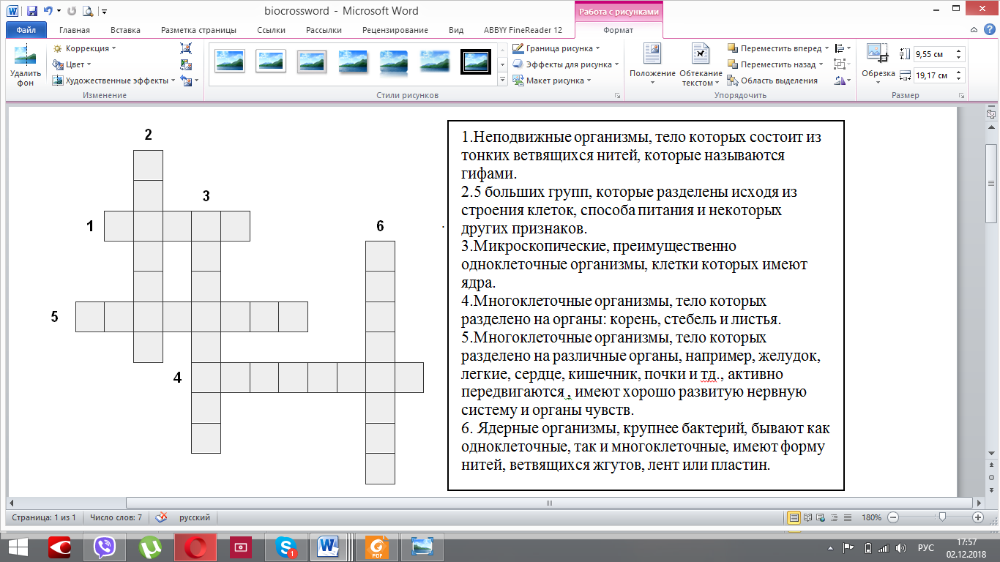 biocrossword - Microsoft Word
Работа с рисунками
Файл
Главная
Вставка
Разметка страницы
Ссылки
Рассылки
Рецензирование
Вид
ABBYY FineReader 12
Формат
Удалить фон
Коррекция
Цвет
Художественные эффекты
Изменение
Стили рисунков
Граница рисунка
Эффекты для рисунка
Макет рисунка
Положение
Обтекание текстом
Переместить вперед
Переместить назад
Область выделения
Упорядочить
Обрезка
9,55 см
19,17 см
Размер
2
3
1
6
5
4
1.Неподвижные организмы, тело которых состоит из
тонких ветвящихся нитей, которые называются
гифами.
2.5 больших групп, которые разделены исходя из
строения клеток, способа питания и некоторых
других признаков.
3.Микроскопические, преимущественно
одноклеточные организмы, клетки которых имеют
ядра.
4.Многоклеточные организмы, тело которых
разделено на органы: корень, стебель и листья.
5.Многоклеточные организмы, тело которых
разделено на различные органы, например, желудок,
легкие, сердце, кишечник, почки и тд., активно
передвигаются , имеют хорошо развитую нервную
систему и органы чувств.
6. Ядерные организмы, крупнее бактерий, бывают как
одноклеточные, так и многоклеточные, имеют форму
нитей, ветвящихся жгутов, лент или пластин.
Страница: 1 из 1
Число слов: 7
русский
180%
1
PDF
РУС
17:57
02.12.2018